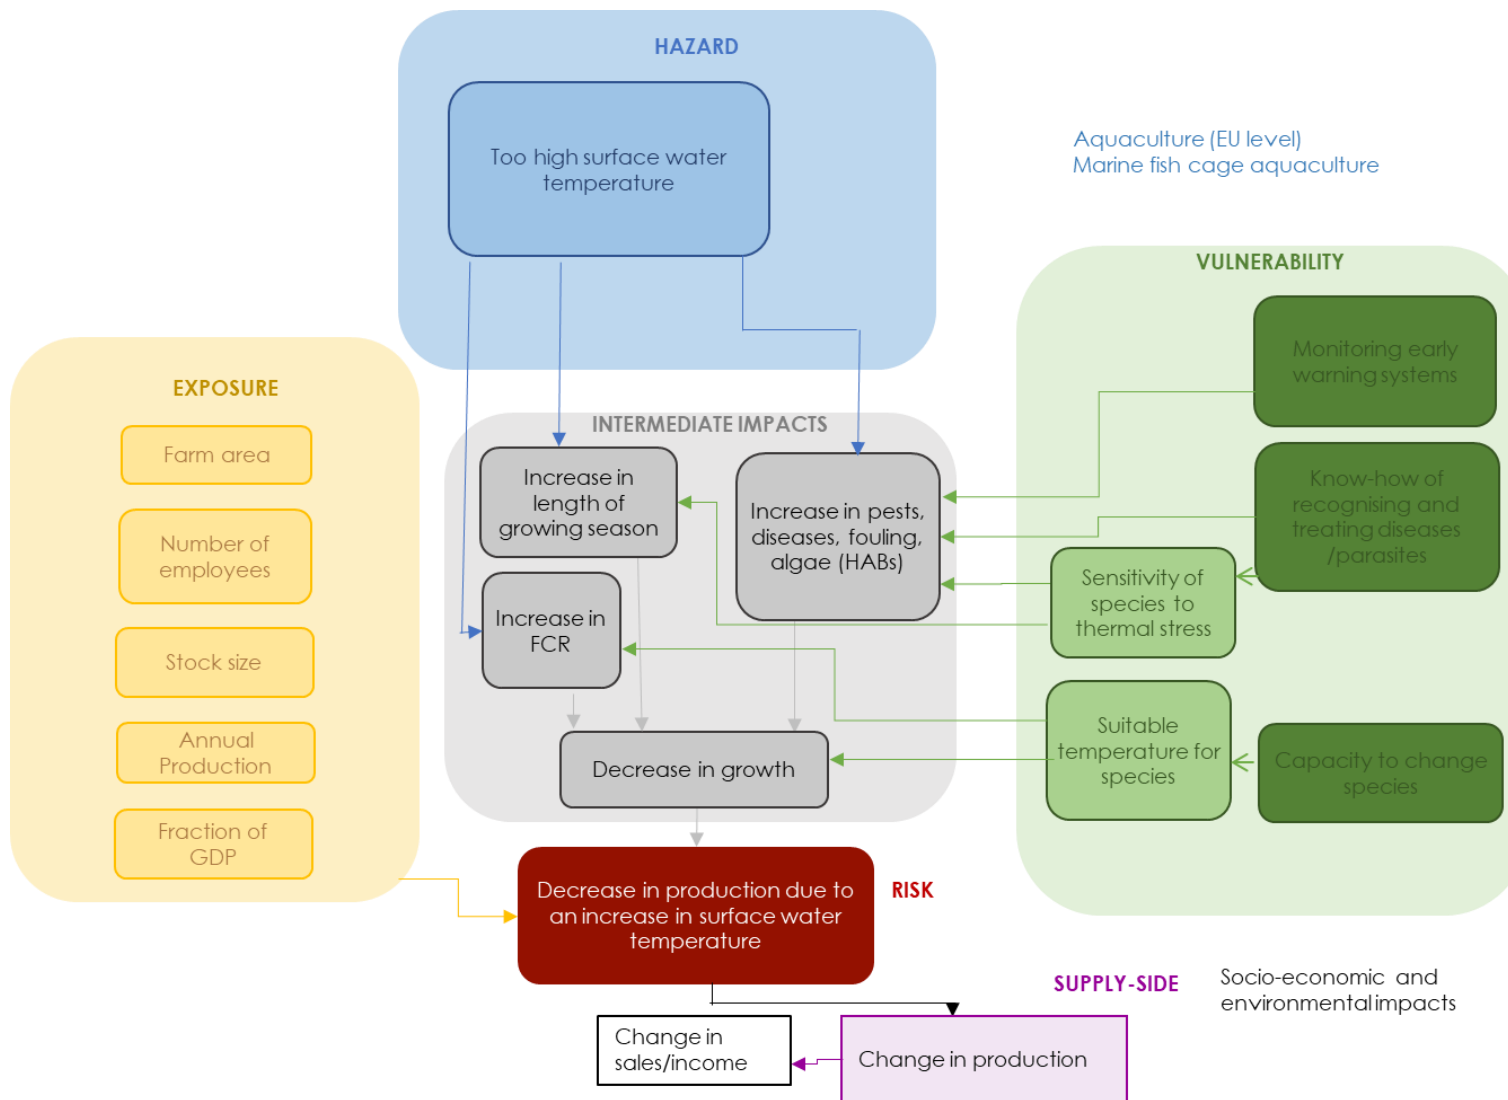 HAZARD
Too high surface water
temperature
Aquaculture (EU level)
Marine fish cage aquaculture
VULNERABILITY
Monitoring early
warning systems
Know-how of
recognising and
treating diseases
/parasites
Sensitivity of
species to
thermal stress
Suitable
temperature for
species
Capacity to change
species
EXPOSURE
Farm area
Number of
employees
Stock size
Annual
Production
Fraction of
GDP
INTERMEDIATE IMPACTS
Increase in
length of
growing season
Increase in pests,
diseases, fouling,
algae (HABs)
Increase in
FCR
Decrease in growth
Decrease in production due to
an increase in surface water
temperature
RISK
SUPPLY-SIDE
Socio-economic and
environmental impacts
Change in
sales/income
Change in production